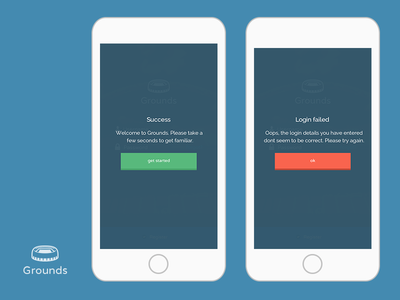 Success
Welcome to Grounds. Please take a
few seconds to get familiar.
get started
Login failed
Oops, the login details you have entered
dont seem to be correct. Please try again.
ok
Grounds